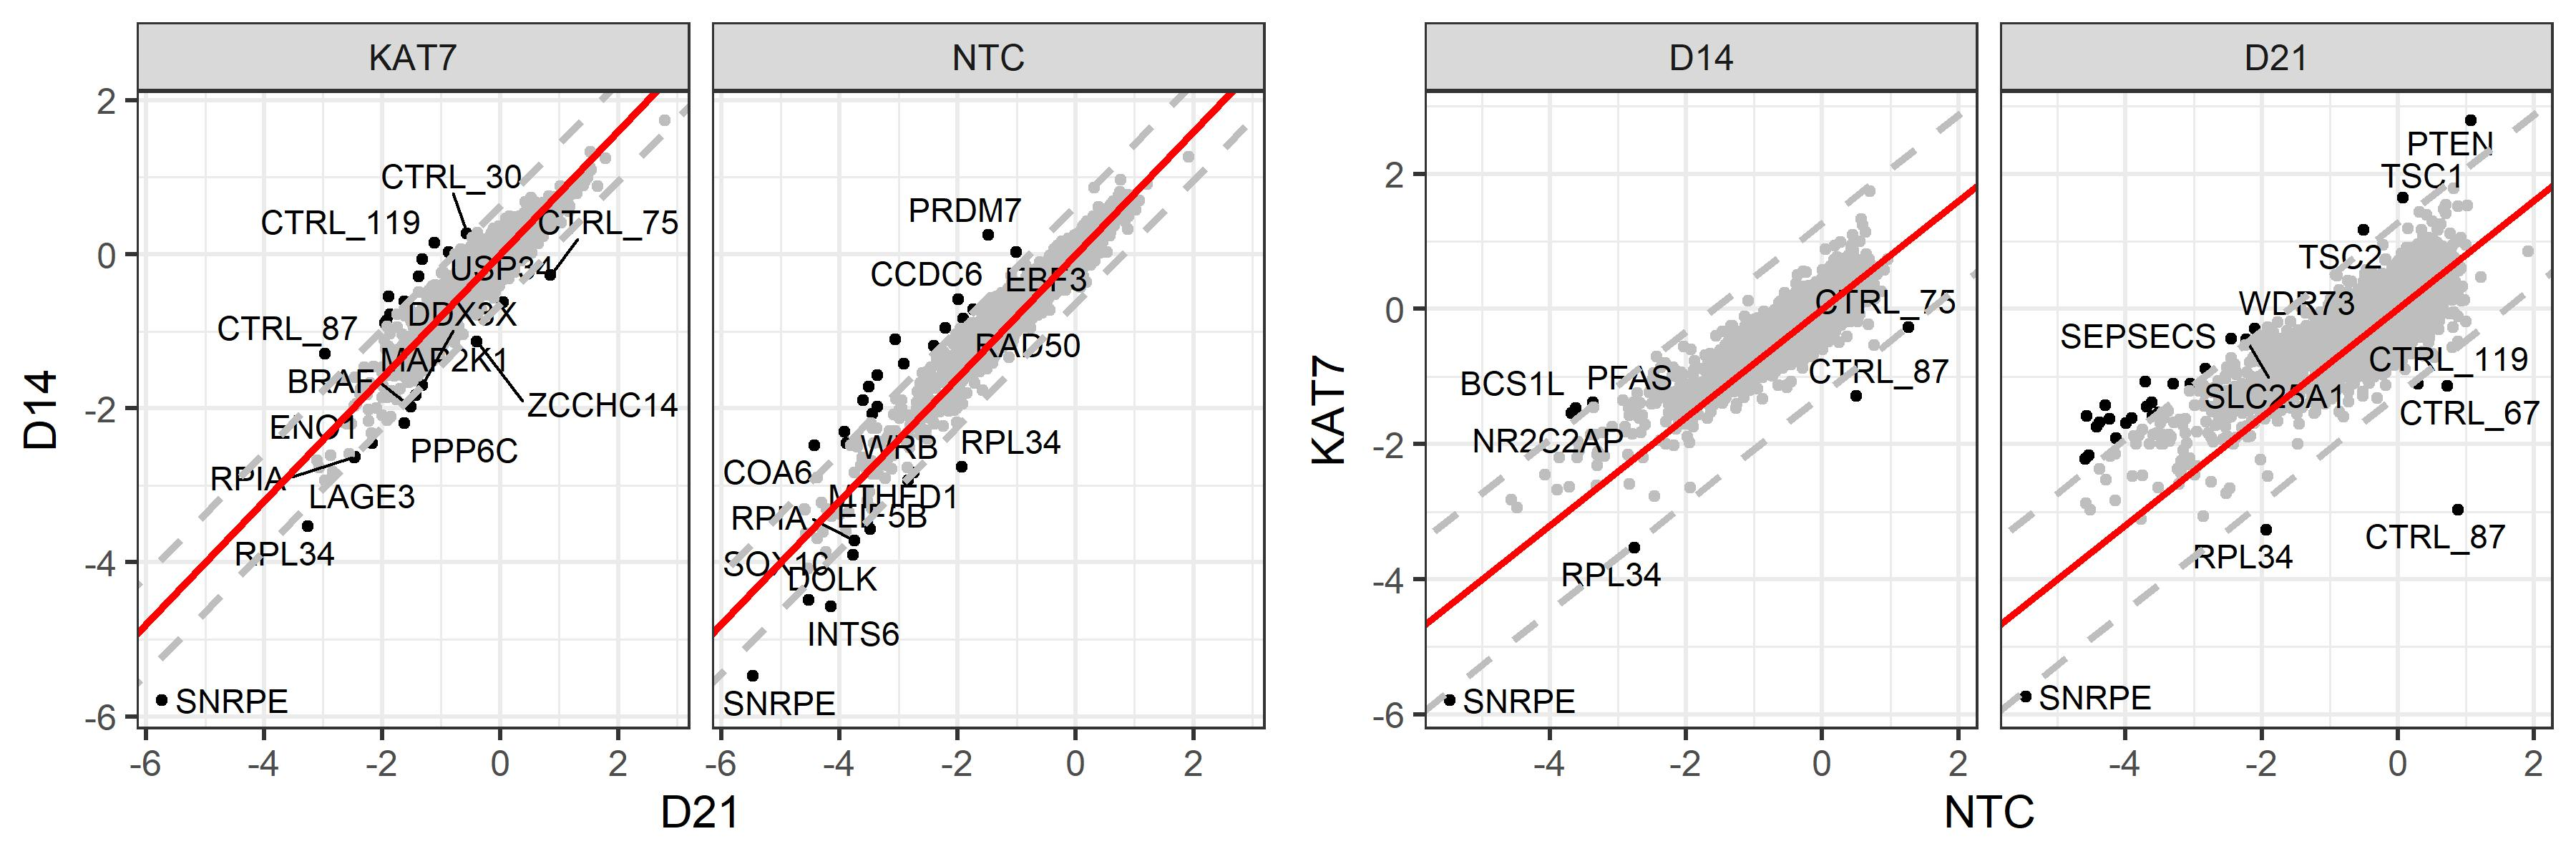 KAT7
NTC
D14
D21
2
0
-2
-4
-6
D14
CTRL_30
CTRL_119
CTRL_75
USP34
DDX3X
CTRL_87
MAP2K1
BRAF
ZCCHC14
ENO1
PPP6C
RPIA
LAGE3
RPL34
SNRPE
PRDM7
CCDC6
EBF3
RAD50
WRB
RPL34
COA6
MTHFD1
RPIA
EIF5B
SOX10
DOLK
INTS6
SNRPE
-6
-4
-2
0
2
-6
-4
-2
0
2
D21
2
0
-2
-4
-6
KAT7
CTRL_75
BCS1L
PFAS
CTRL_87
NR2C2AP
RPL34
SNRPE
PTEN
TSC1
TSC2
WDR73
SEPSECS
CTRL_119
SLC25A1
CTRL_67
CTRL_87
RPL34
SNRPE
-4
-2
0
2
-4
-2
0
2
NTC